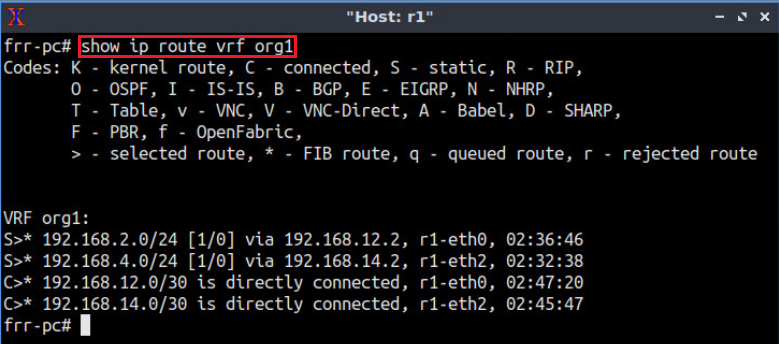 "Host: r1"
frr-pc# show ip route vrf org1
Codes: K - kernel route, C - connected, S - static, R - RIP,
       O - OSPF, I - IS-IS, B - BGP, E - EIGRP, N - NHRP,
       T - Table, v - VNC, V - VNC-Direct, A - Babel, D - SHARP,
       F - PBR, f - OpenFabric,
       > - selected route, * - FIB route, q - queued route, r - rejected route
VRF org1:
S>* 192.168.2.0/24 [1/0] via 192.168.12.2, r1-eth0, 02:36:46
S>* 192.168.4.0/24 [1/0] via 192.168.14.2, r1-eth2, 02:32:38
C>* 192.168.12.0/30 is directly connected, r1-eth0, 02:47:20
C>* 192.168.14.0/30 is directly connected, r1-eth2, 02:45:47
frr-pc#